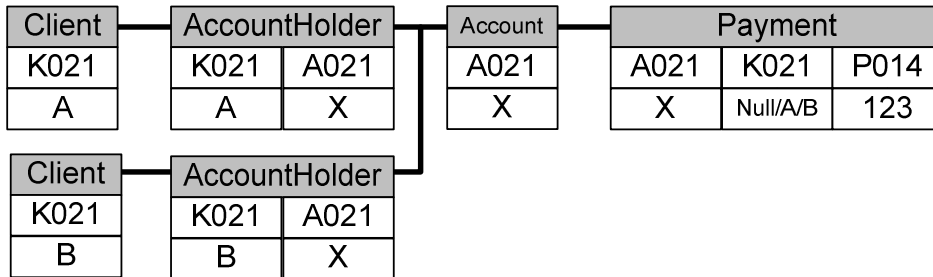 Client AccountHolder Account Payment
K021 K021 A021 A021 A021 K021 P014
A A X X X Null/A/B 123
Client AccountHolder
K021 K021 A021
B B X